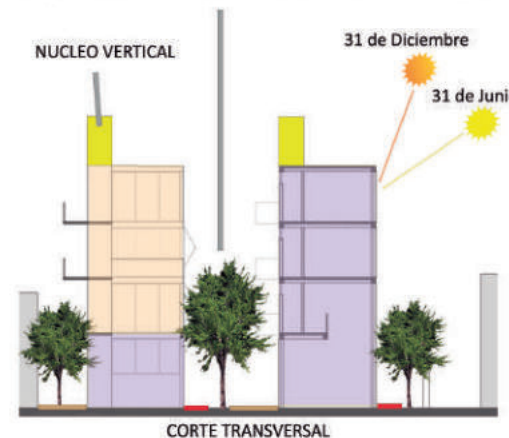 31 de Diciembre
NUCLEO VERTICAL
31 de Juni
CORTE TRANSVERSAL